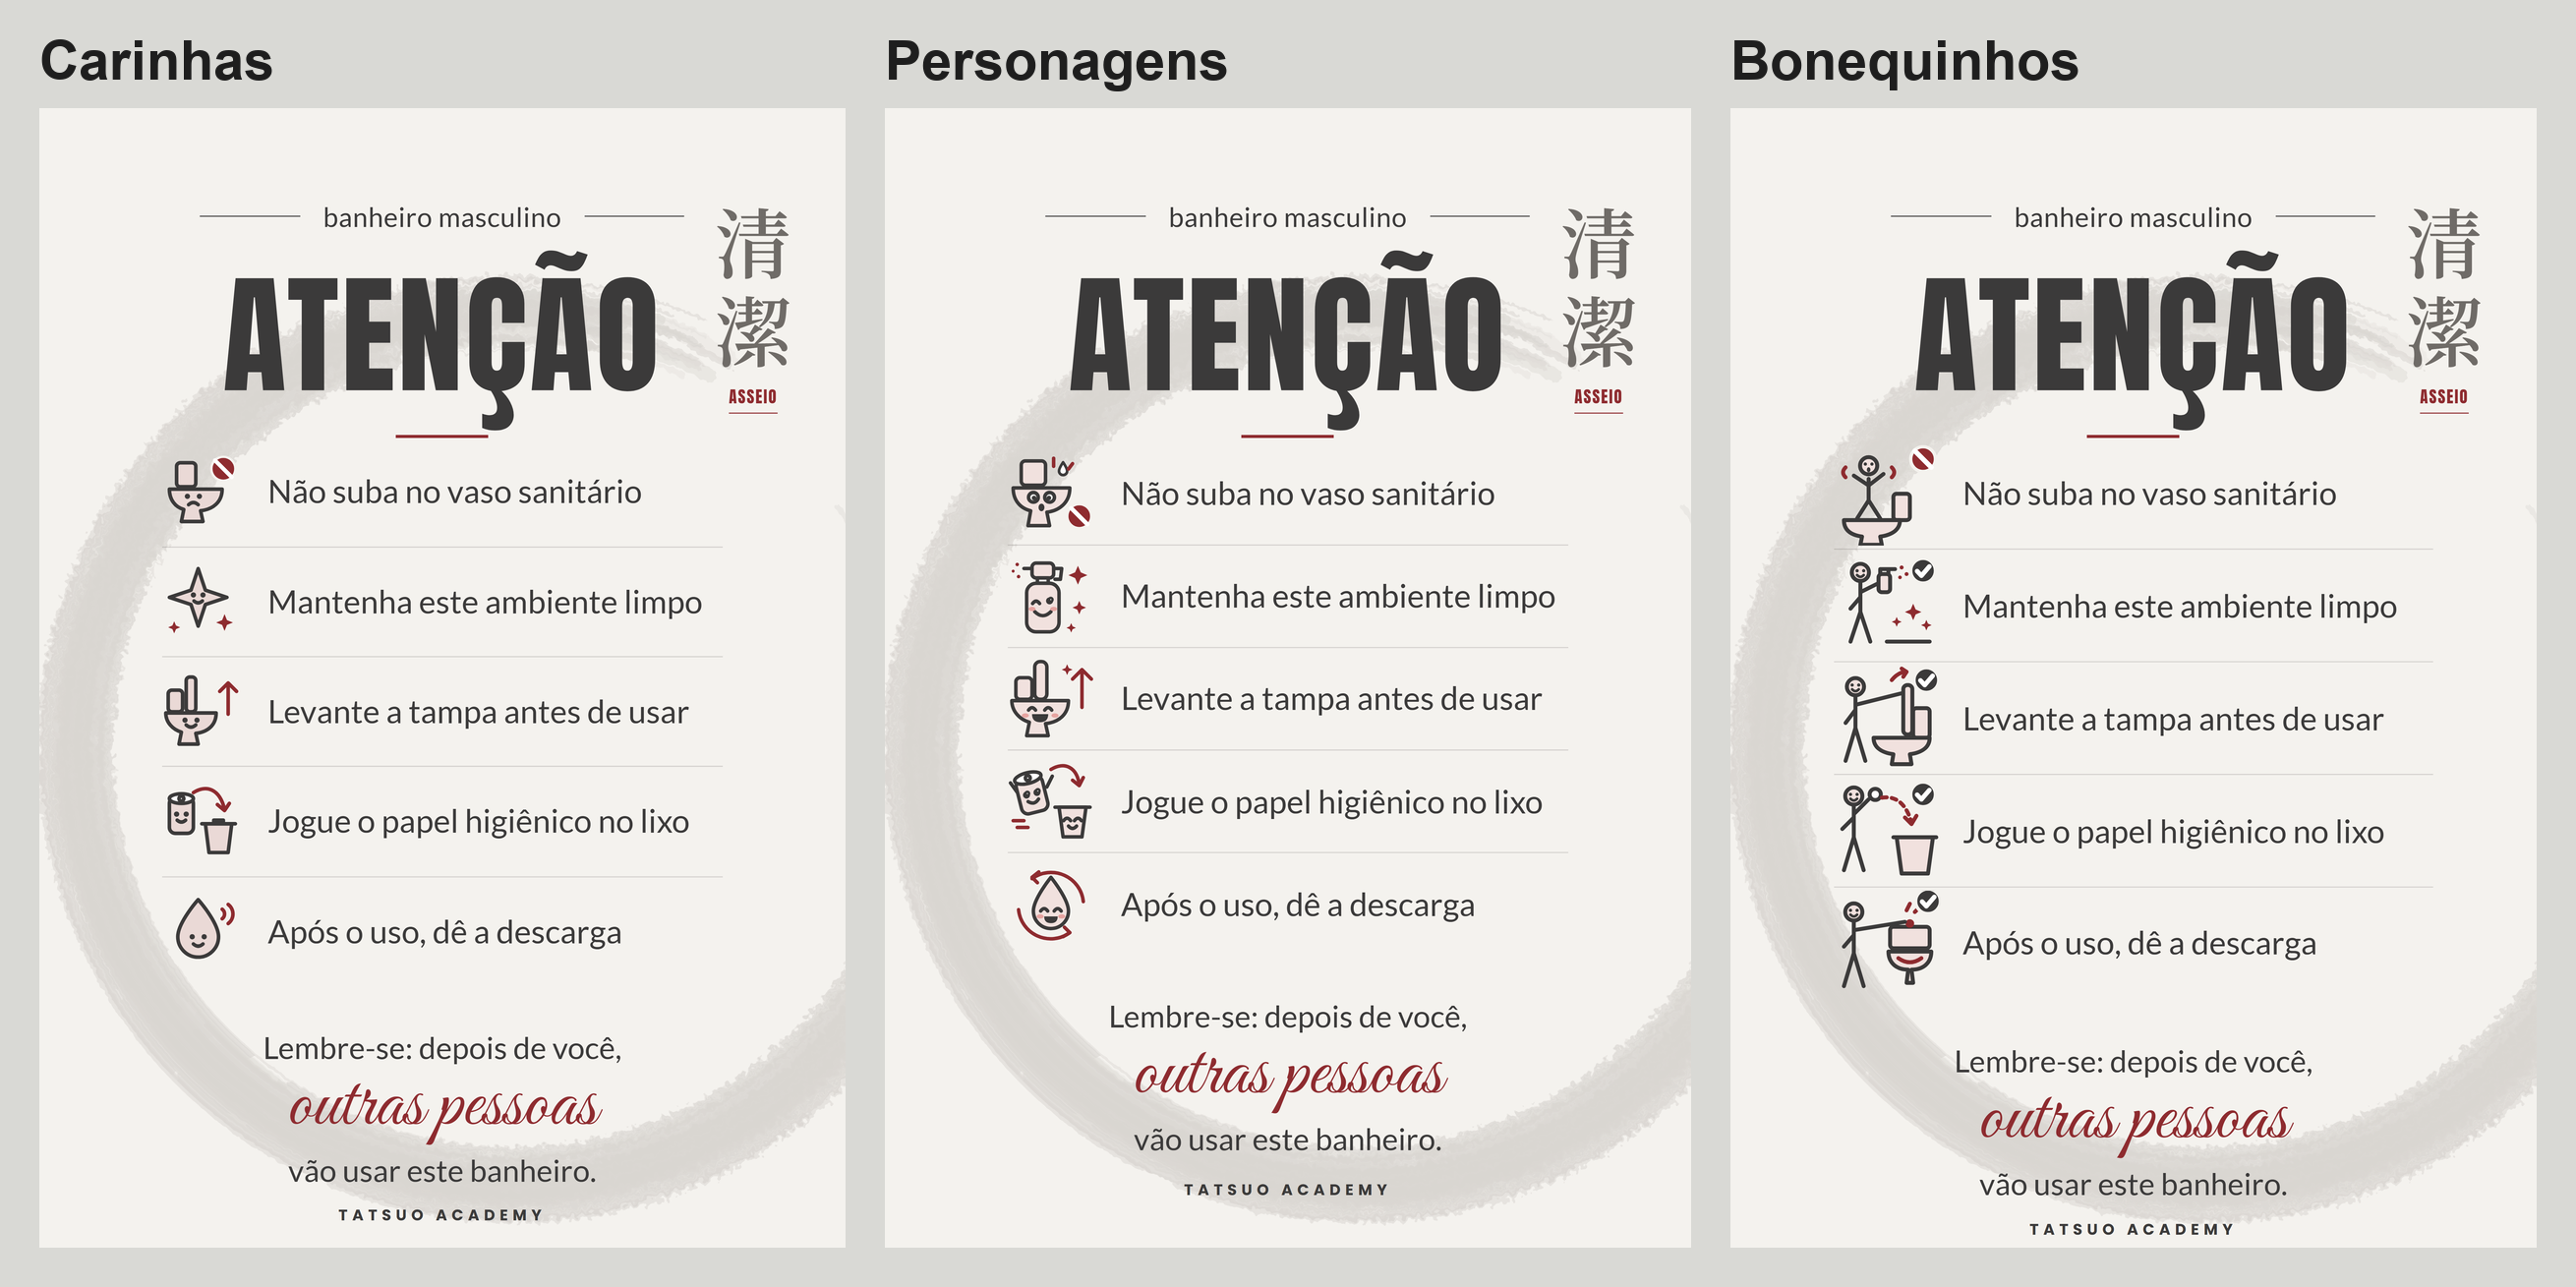 Carinhas
banheiro masculino
ATENÇÃO
清潔
ASSEIO
Não suba no vaso sanitário
Mantenha este ambiente limpo
Levante a tampa antes de usar
Jogue o papel higiênico no lixo
Após o uso, dê a descarga
Lembre-se: depois de você,
outras pessoas
vão usar este banheiro.
TATSUO ACADEMY
Personagens
banheiro masculino
ATENÇÃO
清潔
ASSEIO
Não suba no vaso sanitário
Mantenha este ambiente limpo
Levante a tampa antes de usar
Jogue o papel higiênico no lixo
Após o uso, dê a descarga
Lembre-se: depois de você,
outras pessoas
vão usar este banheiro.
TATSUO ACADEMY
Bonequinhos
banheiro masculino
ATENÇÃO
清潔
ASSEIO
Não suba no vaso sanitário
Mantenha este ambiente limpo
Levante a tampa antes de usar
Jogue o papel higiênico no lixo
Após o uso, dê a descarga
Lembre-se: depois de você,
outras pessoas
vão usar este banheiro.
TATSUO ACADEMY